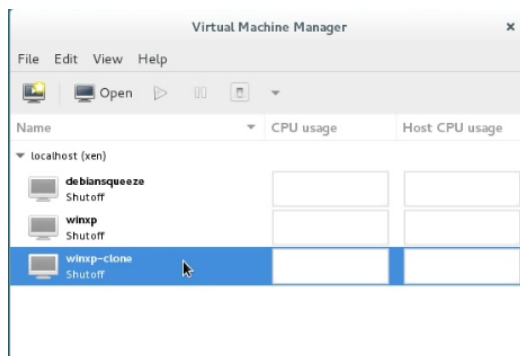 Virtual Machine Manager
File Edit View Help
Open
Name CPU usage Host CPU usage
localhost (xen)
debiansqueeze
Shutoff
winxp
Shutoff
winxp-clone
Shutoff